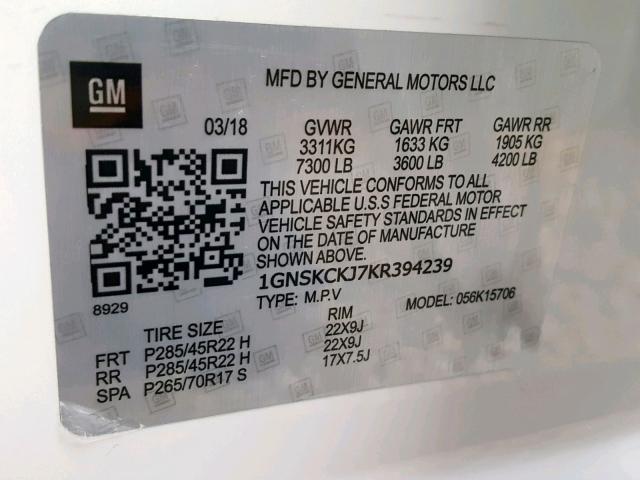 GM
MFD BY GENERAL MOTORS LLC
03/18 GVWR GAWR FRT GAWR RR
3311KG 1633 KG 1905 KG
7300 LB 3600 LB 4200 LB
THIS VEHICLE CONFORMS TO ALL
APPLICABLE U.S.S FEDERAL MOTOR
VEHICLE SAFETY STANDARDS IN EFFECT
ON THE DATE OF MANUFACTURE
SHOWN ABOVE.
1GNSKCKJ7KR394239
8929 TYPE: M.P.V MODEL: 056K15706
TIRE SIZE RIM
FRT P285/45R22 H 22X9J
RR P285/45R22 H 22X9J
SPA P265/70R17 S 17X7.5J